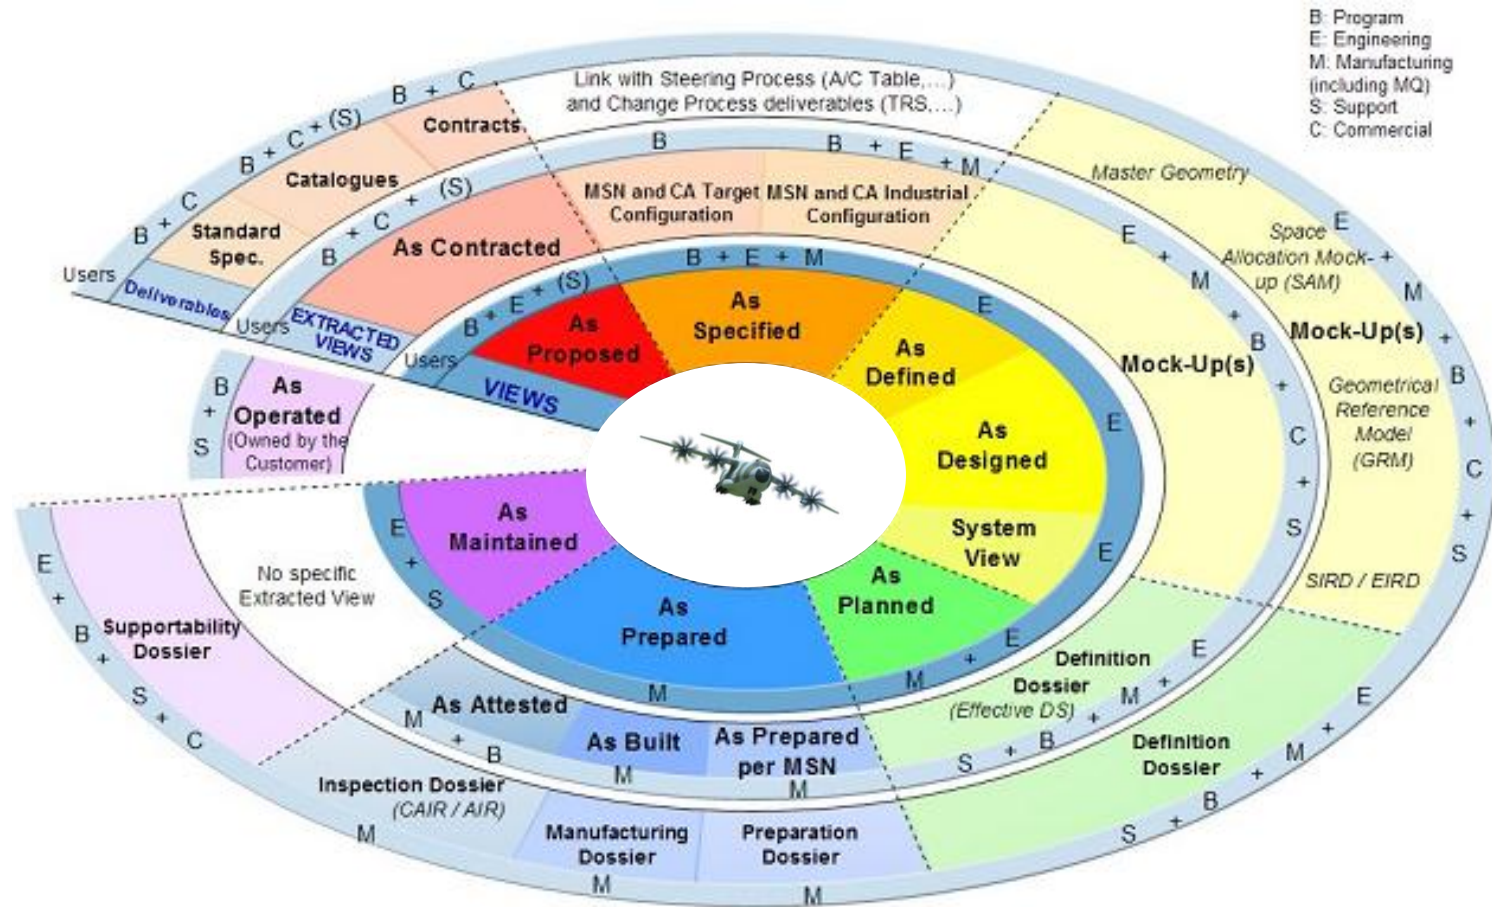 B: Program
E: Engineering
M: Manufacturing
(including MQ)
S: Support
C: Commercial
Link with Steering Process (A/C Table,...)
and Change Process deliverables (TRS,...)
B + C
Contracts
B + C + (S)
Catalogues
B + C
Standard
Spec.
Users
Deliverables
B
B + E + M
MSN and CA Target
Configuration
MSN and CA Industrial
Configuration
B + C + (S)
As Contracted
Users
EXTRACTED
VIEWS
B + E + M
As
Specified
B + E + (S)
As
Proposed
Users
VIEWS
E
As
Defined
E
As
Designed
E
System
View
E + M
As
Planned
M
As
Prepared
E + S
As
Maintained
B + S
As
Operated
(Owned by the
Customer)
E + M + B + C + S
Mock-Up(s)
Master Geometry
Space
Allocation Mock-
up (SAM)
Mock-Up(s)
Geometrical
Reference
Model
(GRM)
SIRD / EIRD
E + M + B + C + S
Definition
Dossier
(Effective DS)
E + M + B + S
Definition
Dossier
E + M + B + S
As Prepared
per MSN
M
As Built
M
As Attested
M + B
No specific
Extracted View
Supportability
Dossier
E + B + S + C
Inspection Dossier
(CAIR / AIR)
M
Manufacturing
Dossier
M
Preparation
Dossier
M